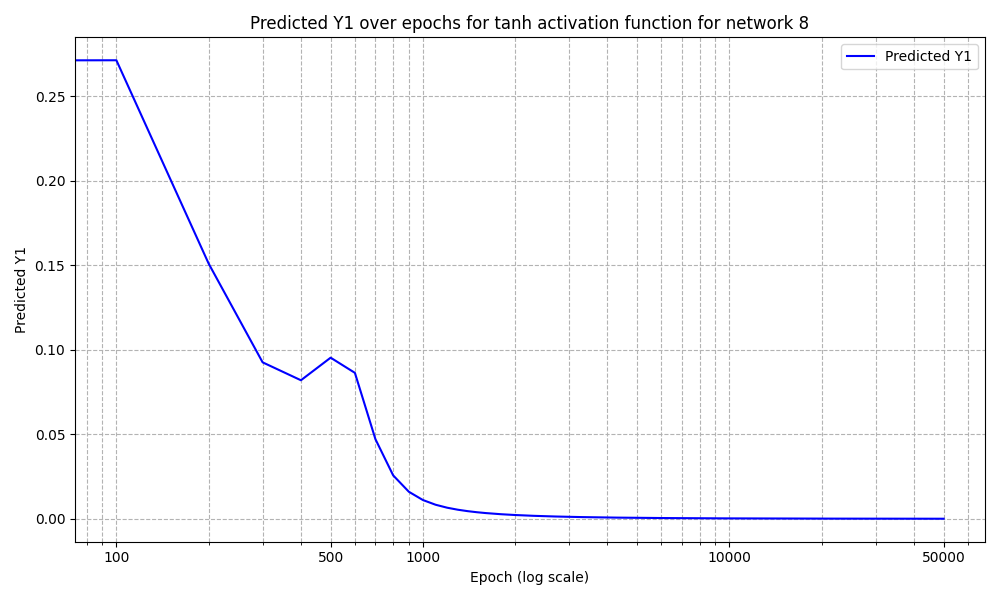 Predicted Y1 over epochs for tanh activation function for network 8
Predicted Y1
0.25
0.20
0.15
0.10
0.05
0.00
Predicted Y1
100
500
1000
10000
50000
Epoch (log scale)